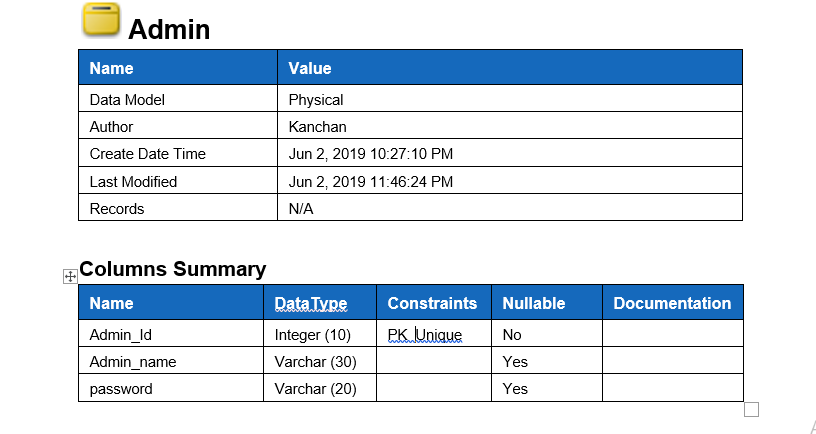 Admin
Name Value
Data Model Physical
Author Kanchan
Create Date Time Jun 2, 2019 10:27:10 PM
Last Modified Jun 2, 2019 11:46:24 PM
Records N/A
Columns Summary
Name DataType Constraints Nullable Documentation
Admin_Id Integer (10) PK Unique No
Admin_name Varchar (30) Yes
password Varchar (20) Yes